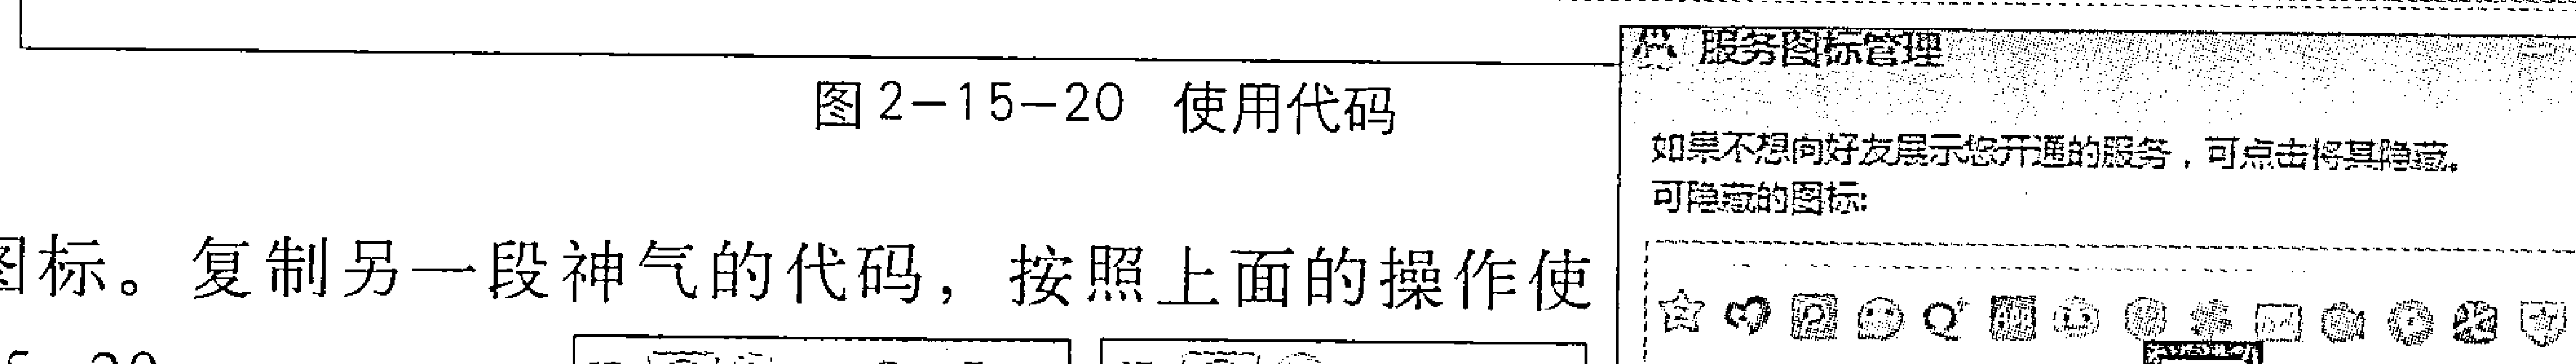 图2-15-20 使用代码
图标。复制另一段神气的代码，按照上面的操作使
服务图标管理
如果不想向好友展示您开通的服务，可点击将其隐藏。
可隐藏的图标: